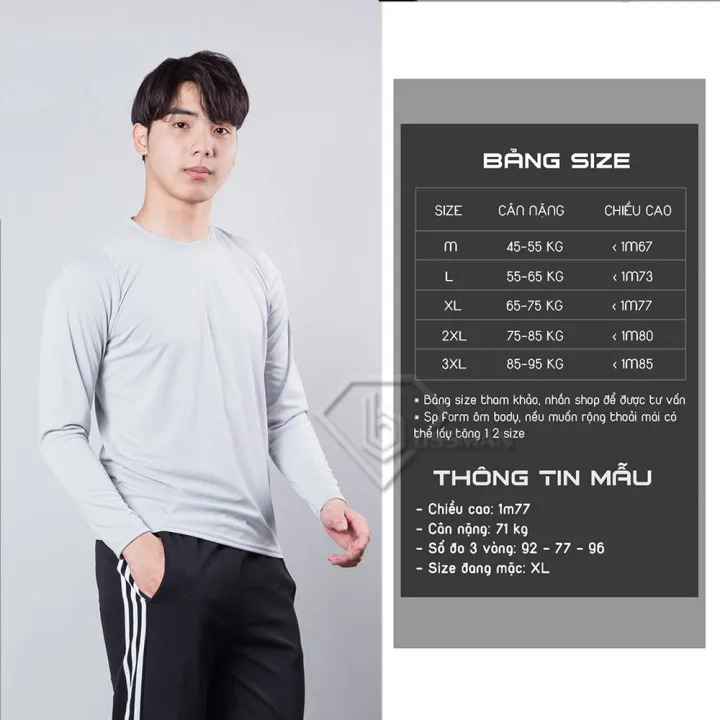 BẢNG SIZE
SIZE CÂN NẶNG CHIỀU CAO
M 45-55 KG < 1M67
L 55-65 KG < 1M73
XL 65-75 KG < 1M77
2XL 75-85 KG < 1M80
3XL 85-95 KG < 1M85
* Bảng size tham khảo, nhắn shop để được tư vấn
* Sp form ôm body, nếu muốn rộng thoải mái có
thể lấy tăng 1 2 size
THÔNG TIN MẪU
- Chiều cao: 1m77
- Cân nặng: 71 kg
- Số đo 3 vòng: 92 - 77 - 96
- Size đang mặc: XL